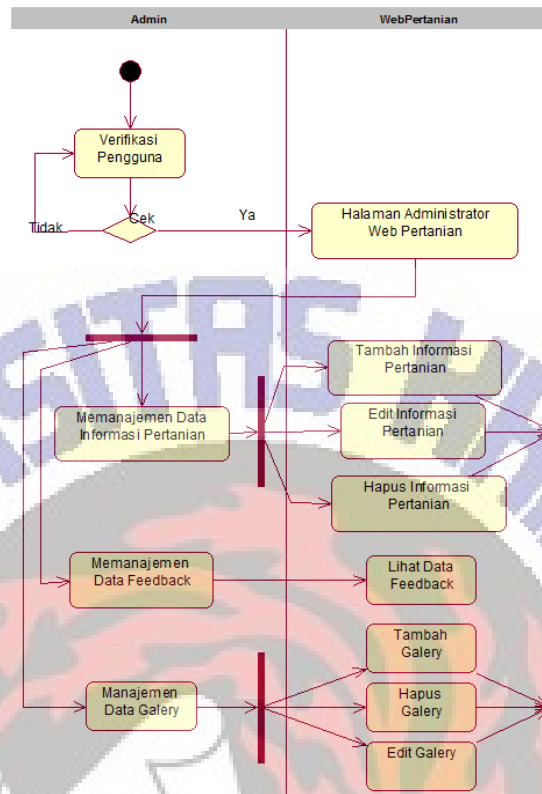 Admin
WebPertanian
Verifikasi
Pengguna
Cek
Tidak
Ya
Halaman Administrator
Web Pertanian
Tambah Informasi
Pertanian
Memanajemen Data
Informasi Pertanian
Edit Informasi
Pertanian
Hapus Informasi
Pertanian
Memanajemen
Data Feedback
Lihat Data
Feedback
Tambah
Galery
Manajemen
Data Galery
Hapus
Galery
Edit Galery